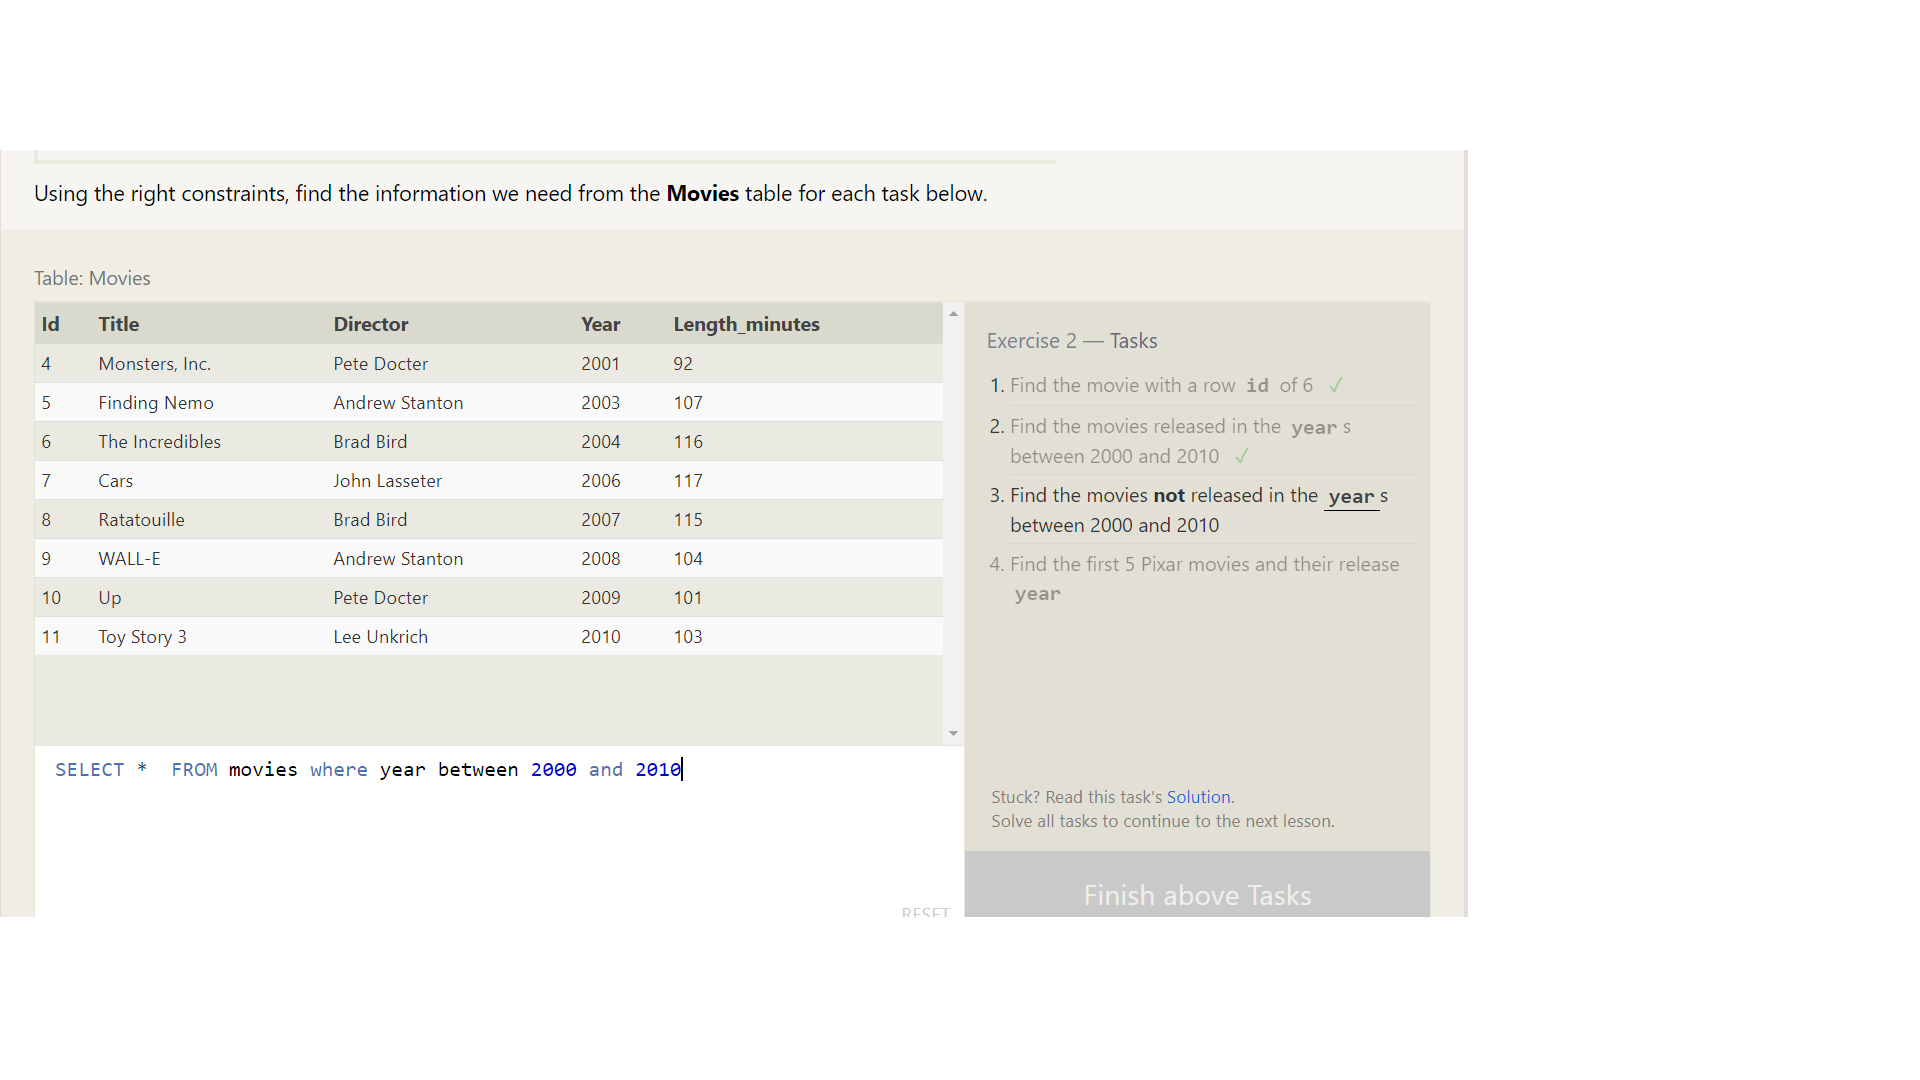 Using the right constraints, find the information we need from the Movies table for each task below.
Table: Movies
Id Title Director Year Length_minutes
4 Monsters, Inc. Pete Docter 2001 92
5 Finding Nemo Andrew Stanton 2003 107
6 The Incredibles Brad Bird 2004 116
7 Cars John Lasseter 2006 117
8 Ratatouille Brad Bird 2007 115
9 WALL-E Andrew Stanton 2008 104
10 Up Pete Docter 2009 101
11 Toy Story 3 Lee Unkrich 2010 103
SELECT *  FROM movies where year between 2000 and 2010
RESET
Exercise 2 — Tasks
1. Find the movie with a row id of 6 ✓
2. Find the movies released in the year s
between 2000 and 2010 ✓
3. Find the movies not released in the year s
between 2000 and 2010
4. Find the first 5 Pixar movies and their release
year
Stuck? Read this task's Solution.
Solve all tasks to continue to the next lesson.
Finish above Tasks